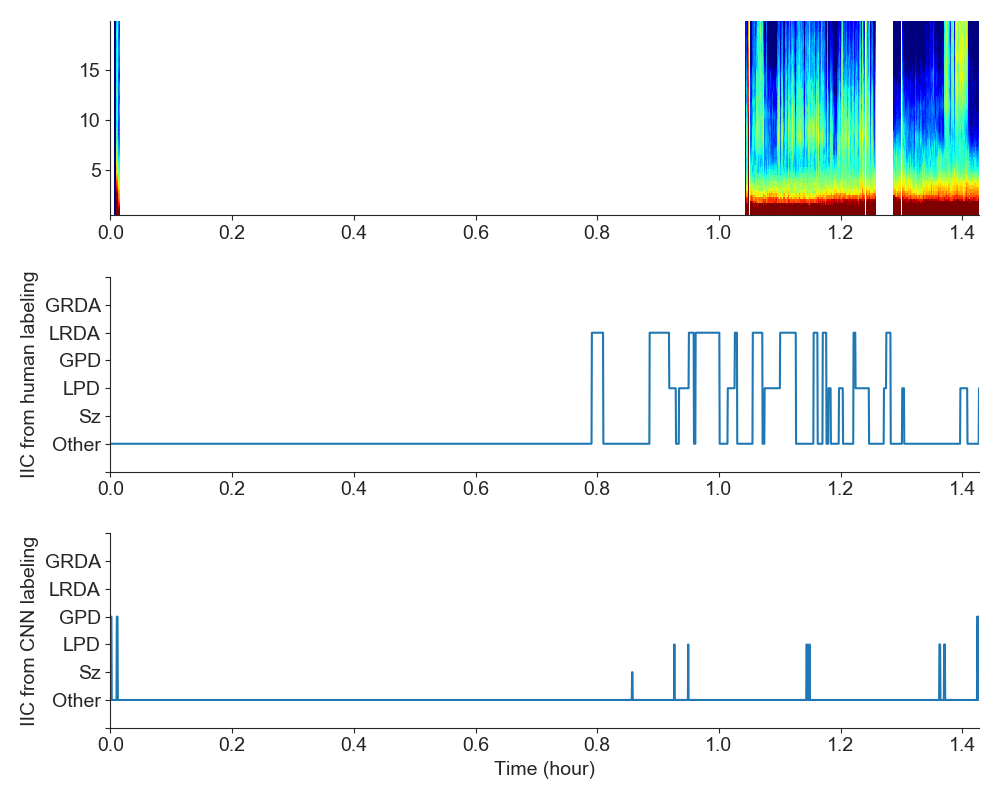 15
10
5
0.0 0.2 0.4 0.6 0.8 1.0 1.2 1.4
IIC from human labeling
GRDA
LRDA
GPD
LPD
Sz
Other
0.0 0.2 0.4 0.6 0.8 1.0 1.2 1.4
IIC from CNN labeling
GRDA
LRDA
GPD
LPD
Sz
Other
0.0 0.2 0.4 0.6 0.8 1.0 1.2 1.4
Time (hour)